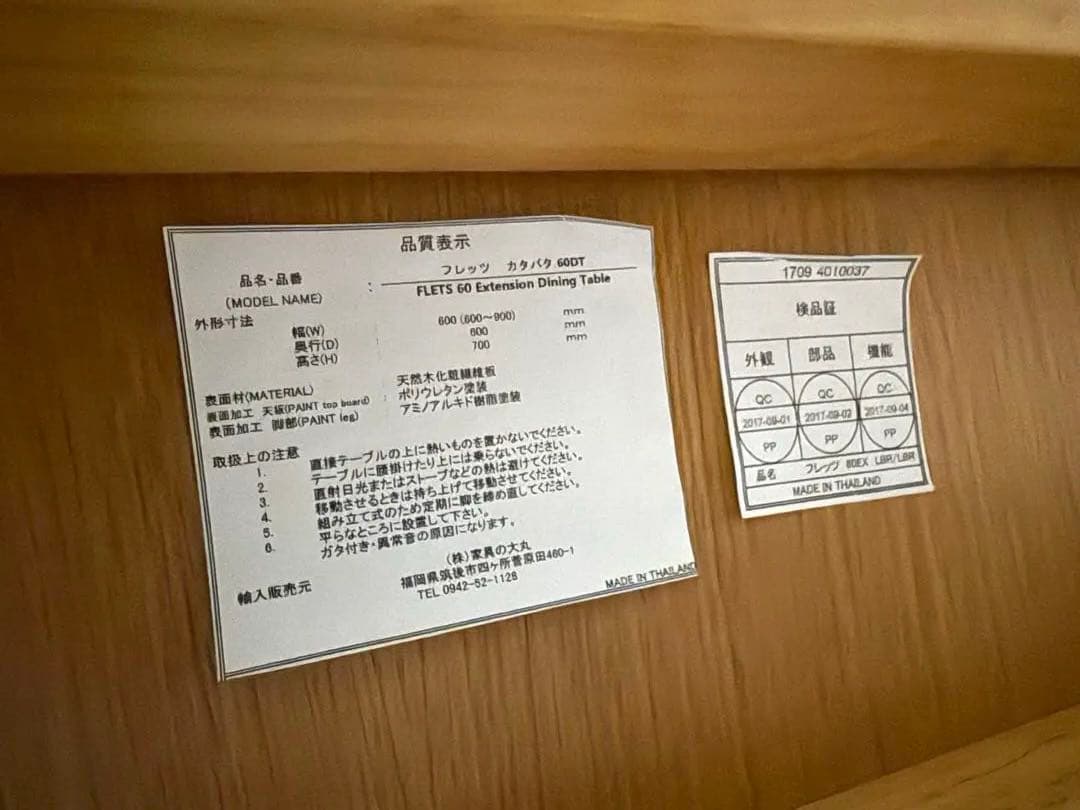 品質表示
品名・品番 : フレッツ カタバタ 60DT
(MODEL NAME) FLETS 60 Extension Dining Table
外形寸法
幅(W) 600 (600～900) mm
奥行(D) 600 mm
高さ(H) 700 mm
表面材(MATERIAL) 天然木化粧繊維板
表面加工 天板(PAINT top board) : ポリウレタン塗装
表面加工 脚部(PAINT leg) アミノアルキド樹脂塗装
取扱上の注意
1. 直接テーブルの上に熱いものを置かないでください。
2. テーブルに腰掛けたり上には乗らないでください。
3. 直射日光またはストーブなどの熱は避けてください。
4. 移動させるときは持ち上げて移動させてください。
5. 組み立て式のため定期に脚を締め直してください。
6. 平らなところに設置して下さい。
ガタ付き・異常音の原因になります。
輸入販売元 (株)家具の大丸
福岡県筑後市四ヶ所菅原田460-1
TEL 0942-52-1128
MADE IN THAILAND
1709 4010037
検品証
外観 部品 機能
QC QC QC
2017-09-01 2017-09-02 2017-09-04
PP PP PP
品名 フレッツ 60EX LBR/LBR
MADE IN THAILAND